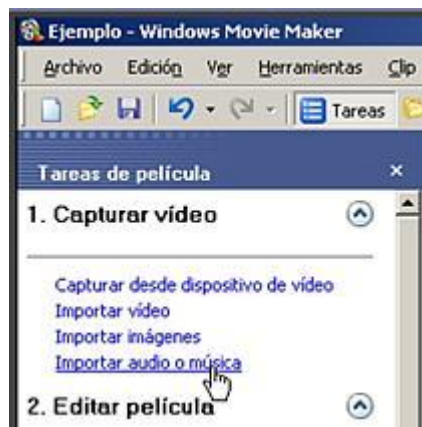 Ejemplo - Windows Movie Maker
Archivo Edición Ver Herramientas Clip
Tareas
Tareas de película
1. Capturar vídeo
Capturar desde dispositivo de vídeo
Importar vídeo
Importar imágenes
Importar audio o música
2. Editar película